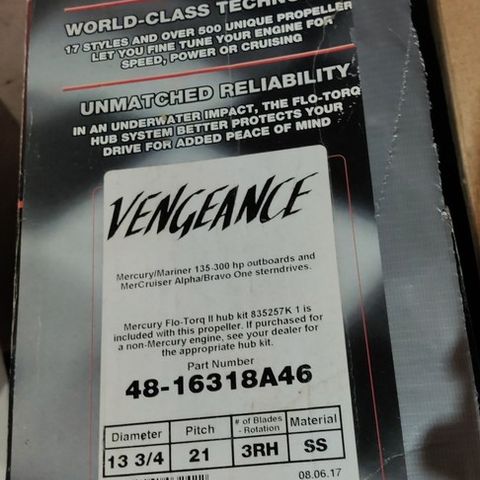 WORLD-CLASS
17 STYLES AND OVER 500 UNIQUE PROPELLER
LET YOU FINE TUNE YOUR ENGINE FOR
SPEED, POWER OR CRUISING
UNMATCHED RELIABILITY
IN AN UNDERWATER IMPACT, THE FLO-TORQ
HUB SYSTEM BETTER PROTECTS YOUR
DRIVE FOR ADDED PEACE OF MIND
VENGEANCE
Mercury/Mariner 135-300 hp outboards and
MerCruiser Alpha/Bravo One sterndrives.
Mercury Flo-Torq II hub kit 835257K 1 is
included with this propeller. If purchased for
a non-Mercury engine, see your dealer for
the appropriate hub kit.
Part Number
48-16318A46
Diameter Pitch # of Blades - Rotation Material
13 3/4 21 3RH SS
08.06.17